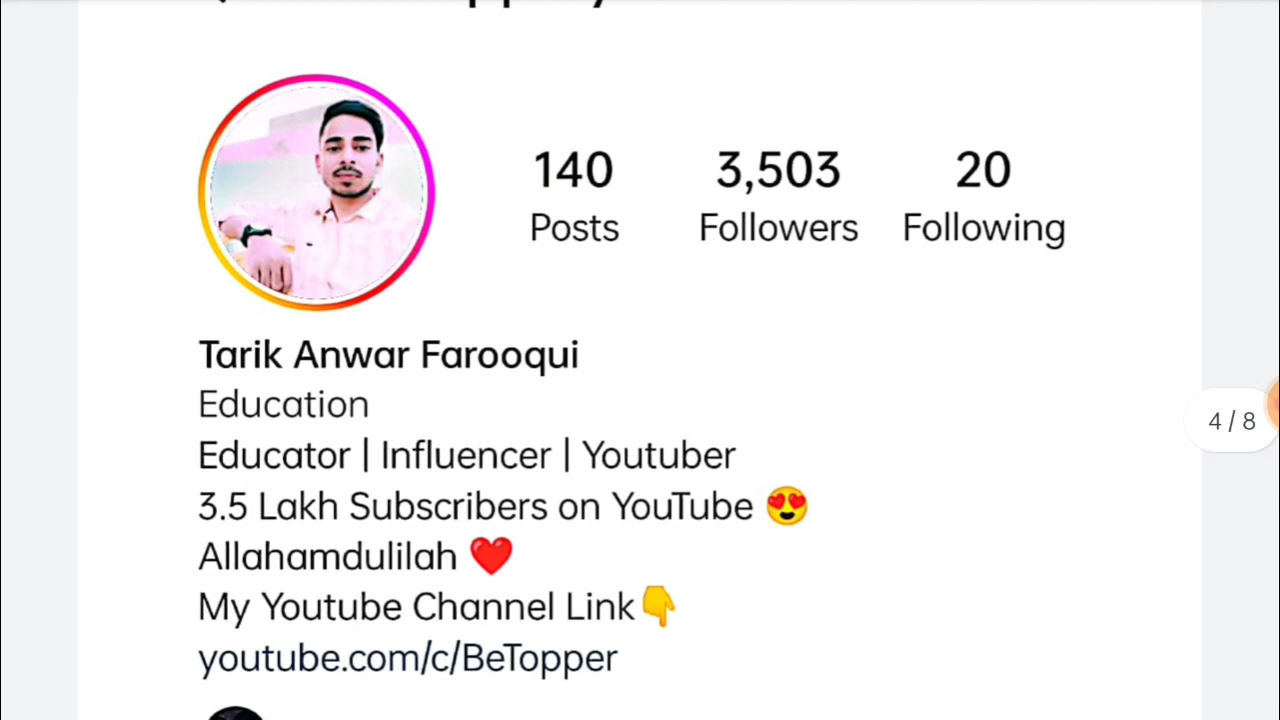 140 3,503 20
Posts Followers Following
Tarik Anwar Farooqui
Education
Educator | Influencer | Youtuber
3.5 Lakh Subscribers on YouTube 😍
Allahamdulilah ❤️
My Youtube Channel Link👇
youtube.com/c/BeTopper
4 / 8